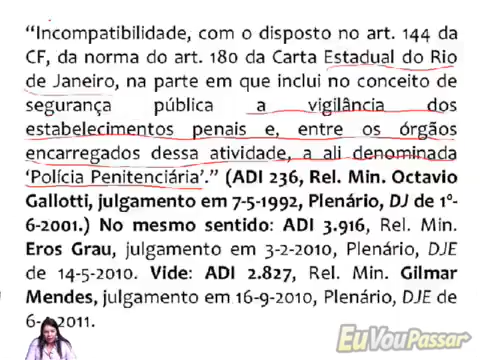 “Incompatibilidade, com o disposto no art. 144 da
CF, da norma do art. 180 da Carta Estadual do Rio
de Janeiro, na parte em que inclui no conceito de
segurança pública a vigilância dos
estabelecimentos penais e, entre os órgãos
encarregados dessa atividade, a ali denominada
‘Polícia Penitenciária’.” (ADI 236, Rel. Min. Octavio
Gallotti, julgamento em 7-5-1992, Plenário, DJ de 1º-
6-2001.) No mesmo sentido: ADI 3.916, Rel. Min.
Eros Grau, julgamento em 3-2-2010, Plenário, DJE
de 14-5-2010. Vide: ADI 2.827, Rel. Min. Gilmar
Mendes, julgamento em 16-9-2010, Plenário, DJE de
2011.
EuVouPassar